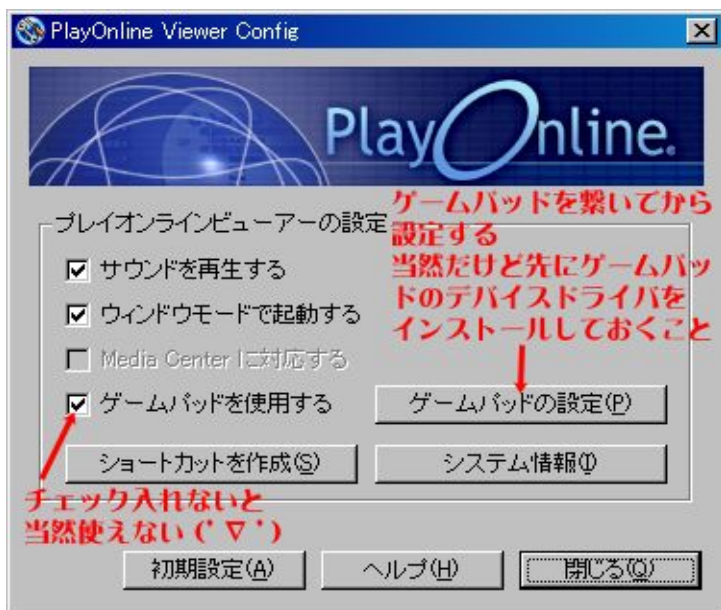 PlayOnline Viewer Config
PlayOnline.
プレイオンラインビューアーの設定
ゲームパッドを繋いでから
設定する
当然だけど先にゲームパッ
ドのデバイスドライバを
インストールしておくこと
サウンドを再生する
ウィンドウモードで起動する
Media Center に対応する
ゲームパッドを使用する
ゲームパッドの設定(P)
ショートカットを作成(S)
システム情報(I)
チェック入れないと
当然使えない (ﾟ∇ﾟ)
初期設定(A)
ヘルプ(H)
閉じる(Q)